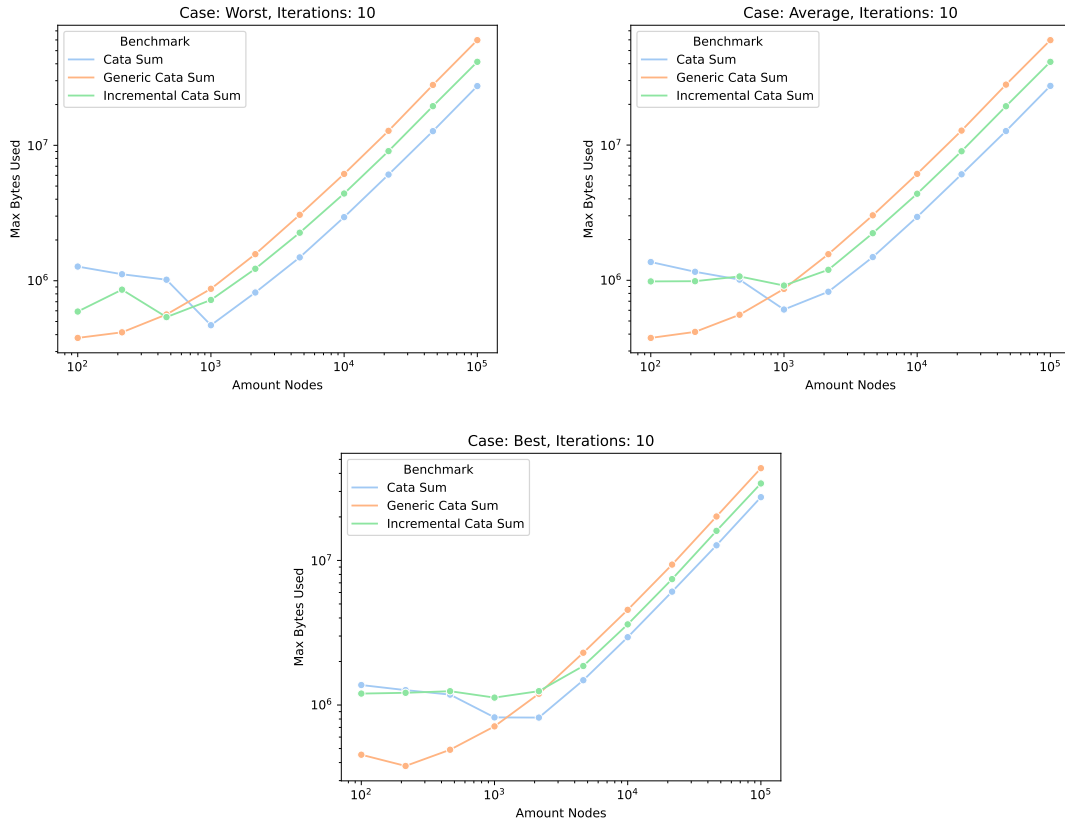 Case: Worst, Iterations: 10
Benchmark
Cata Sum
Generic Cata Sum
Incremental Cata Sum
Max Bytes Used
10^7
10^6
10^2 10^3 10^4 10^5
Amount Nodes
Case: Average, Iterations: 10
Benchmark
Cata Sum
Generic Cata Sum
Incremental Cata Sum
Max Bytes Used
10^7
10^6
10^2 10^3 10^4 10^5
Amount Nodes
Case: Best, Iterations: 10
Benchmark
Cata Sum
Generic Cata Sum
Incremental Cata Sum
Max Bytes Used
10^7
10^6
10^2 10^3 10^4 10^5
Amount Nodes